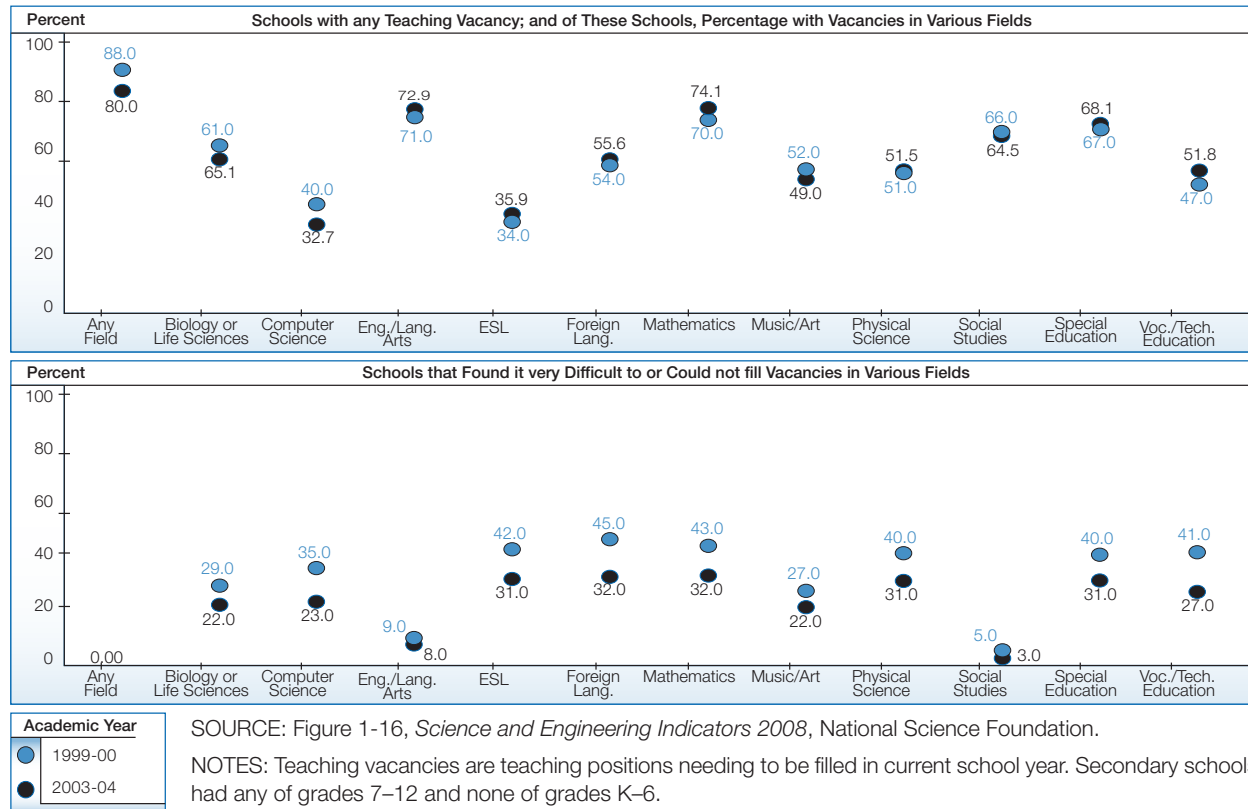 Percent Schools with any Teaching Vacancy; and of These Schools, Percentage with Vacancies in Various Fields
100
80
60
40
20
0
88.0
80.0
61.0
65.1
40.0
32.7
72.9
71.0
35.9
34.0
55.6
54.0
74.1
70.0
52.0
49.0
51.5
51.0
66.0
64.5
68.1
67.0
51.8
47.0
Any
Field
Biology or
Life Sciences
Computer
Science
Eng./Lang.
Arts
ESL
Foreign
Lang.
Mathematics
Music/Art
Physical
Science
Social
Studies
Special
Education
Voc./Tech.
Education
Percent Schools that Found it very Difficult to or Could not fill Vacancies in Various Fields
100
80
60
40
20
0
0.00
29.0
22.0
35.0
23.0
9.0
8.0
42.0
31.0
45.0
32.0
43.0
32.0
27.0
22.0
40.0
31.0
5.0
3.0
40.0
31.0
41.0
27.0
Any
Field
Biology or
Life Sciences
Computer
Science
Eng./Lang.
Arts
ESL
Foreign
Lang.
Mathematics
Music/Art
Physical
Science
Social
Studies
Special
Education
Voc./Tech.
Education
Academic Year
1999-00
2003-04
SOURCE: Figure 1-16, Science and Engineering Indicators 2008, National Science Foundation.
NOTES: Teaching vacancies are teaching positions needing to be filled in current school year. Secondary schools
had any of grades 7–12 and none of grades K–6.